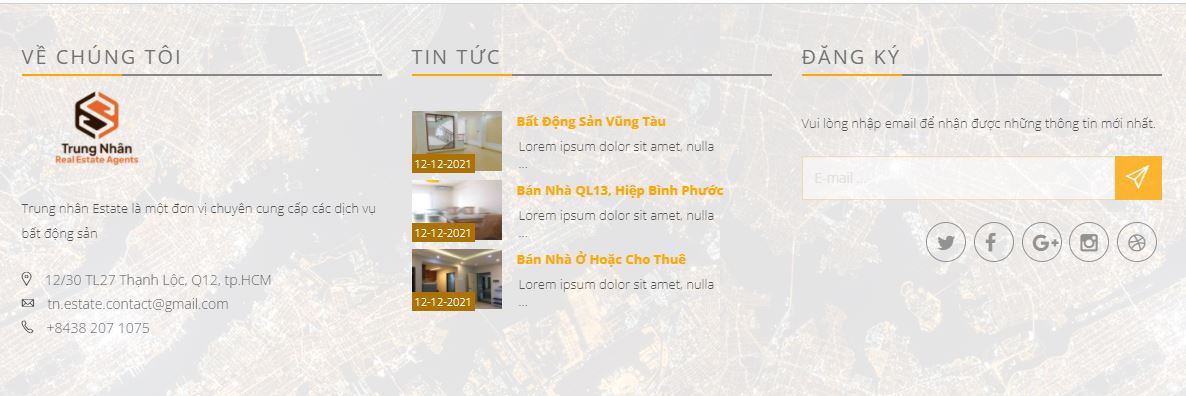 VỀ CHÚNG TÔI
Trung Nhân
Real Estate Agents
Trung nhân Estate là một đơn vị chuyên cung cấp các dịch vụ
bất động sản
12/30 TL27 Thạnh Lộc, Q12, tp.HCM
tn.estate.contact@gmail.com
+8438 207 1075
TIN TỨC
Bất Động Sản Vũng Tàu
Lorem ipsum dolor sit amet, nulla
...
12-12-2021
Bán Nhà QL13, Hiệp Bình Phước
Lorem ipsum dolor sit amet, nulla
...
12-12-2021
Bán Nhà Ở Hoặc Cho Thuê
Lorem ipsum dolor sit amet, nulla
...
12-12-2021
ĐĂNG KÝ
Vui lòng nhập email để nhận được những thông tin mới nhất.
E-mail ...